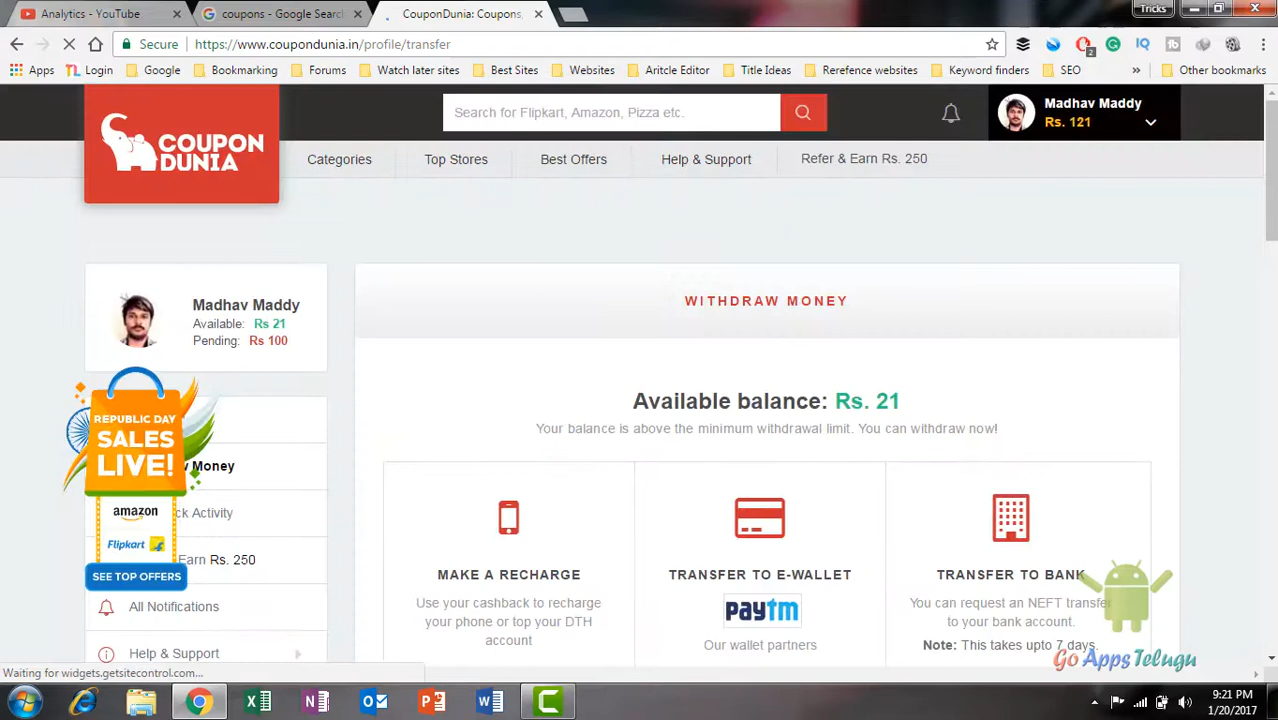 Analytics - YouTube
coupons - Google Search
CouponDunia: Coupons,
Tricks
Secure
https://www.coupondunia.in/profile/transfer
2
Apps
Login
Google
Bookmarking
Forums
Watch later sites
Best Sites
Websites
Aritcle Editor
Title Ideas
Rerefence websites
Keyword finders
SEO
»
Other bookmarks
COUPON
DUNIA
Search for Flipkart, Amazon, Pizza etc.
Madhav Maddy
Rs. 121
Categories
Top Stores
Best Offers
Help & Support
Refer & Earn Rs. 250
Madhav Maddy
Available: Rs 21
Pending: Rs 100
REPUBLIC DAY
SALES
LIVE!
amazon
Flipkart
SEE TOP OFFERS
Money
Activity
Earn Rs. 250
All Notifications
Help & Support
WITHDRAW MONEY
Available balance: Rs. 21
Your balance is above the minimum withdrawal limit. You can withdraw now!
MAKE A RECHARGE
Use your cashback to recharge
your phone or top your DTH
account
TRANSFER TO E-WALLET
paytm
Our wallet partners
TRANSFER TO BANK
You can request an NEFT transfer
to your bank account.
Note: This takes upto 7 days.
Go Apps Telugu
Waiting for widgets.getsitecontrol.com...
9:21 PM
1/20/2017